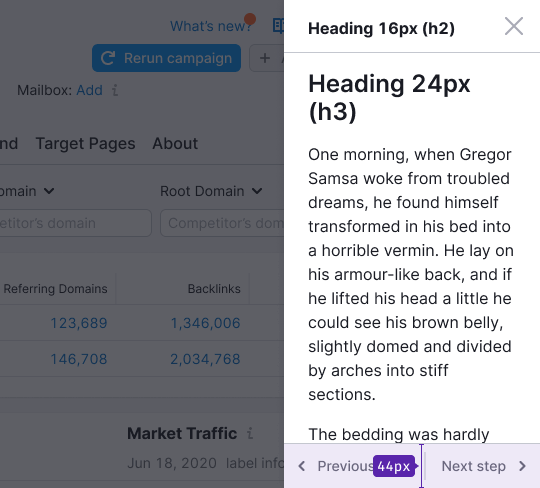 What's new?
Rerun campaign
Mailbox: Add
Target Pages About
Root Domain
Competitor's domain
Referring Domains Backlinks
123,689 1,346,006
146,708 2,034,768
Market Traffic
Jun 18, 2020 label info
Heading 16px (h2)
Heading 24px
(h3)
One morning, when Gregor
Samsa woke from troubled
dreams, he found himself
transformed in his bed into
a horrible vermin. He lay on
his armour-like back, and if
he lifted his head a little he
could see his brown belly,
slightly domed and divided
by arches into stiff
sections.
The bedding was hardly
Previous 44px Next step